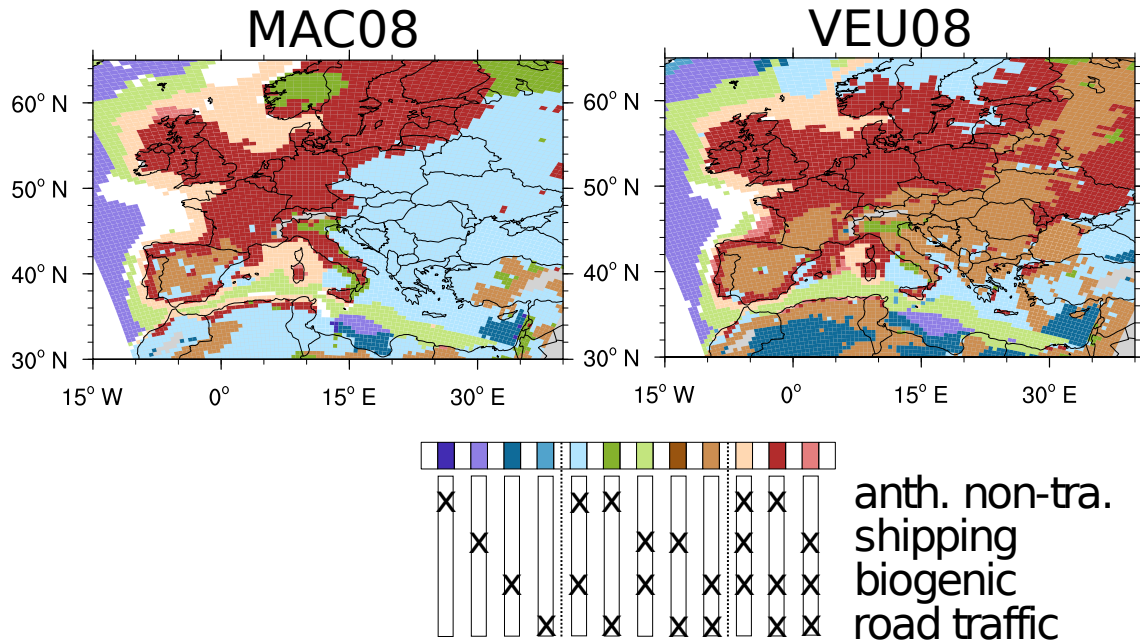 MAC08 VEU08
60° N 60° N
50° N 50° N
40° N 40° N
30° N 30° N
15° W 0° 15° E 30° E 15° W 0° 15° E 30° E
X X X X X anth. non-tra.
X X X X X shipping
X X X X X X X biogenic
X X X X X X road traffic